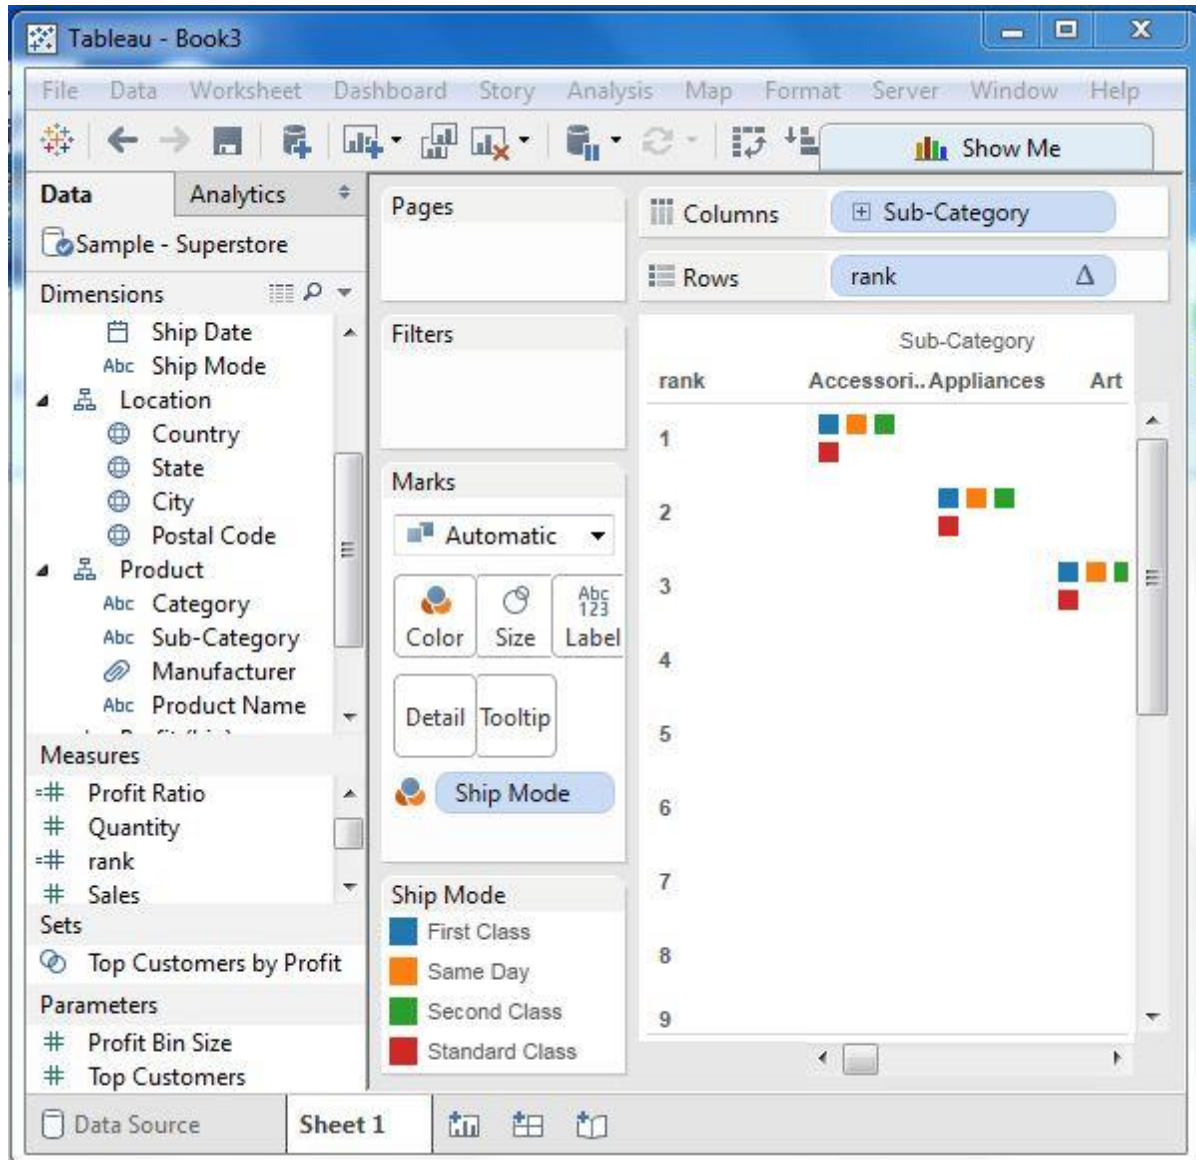 Tableau - Book3
File Data Worksheet Dashboard Story Analysis Map Format Server Window Help
Show Me
Data Analytics
Sample - Superstore
Dimensions
Ship Date
Abc Ship Mode
Location
Country
State
City
Postal Code
Product
Abc Category
Abc Sub-Category
Manufacturer
Abc Product Name
Measures
=# Profit Ratio
# Quantity
=# rank
# Sales
Sets
Top Customers by Profit
Parameters
# Profit Bin Size
# Top Customers
Pages
Filters
Marks
Automatic
Color Size Abc 123 Label
Detail Tooltip
Ship Mode
Ship Mode
First Class
Same Day
Second Class
Standard Class
Columns Sub-Category
Rows rank Δ
Sub-Category
rank Accessori.. Appliances Art
1
2
3
4
5
6
7
8
9
Data Source Sheet 1